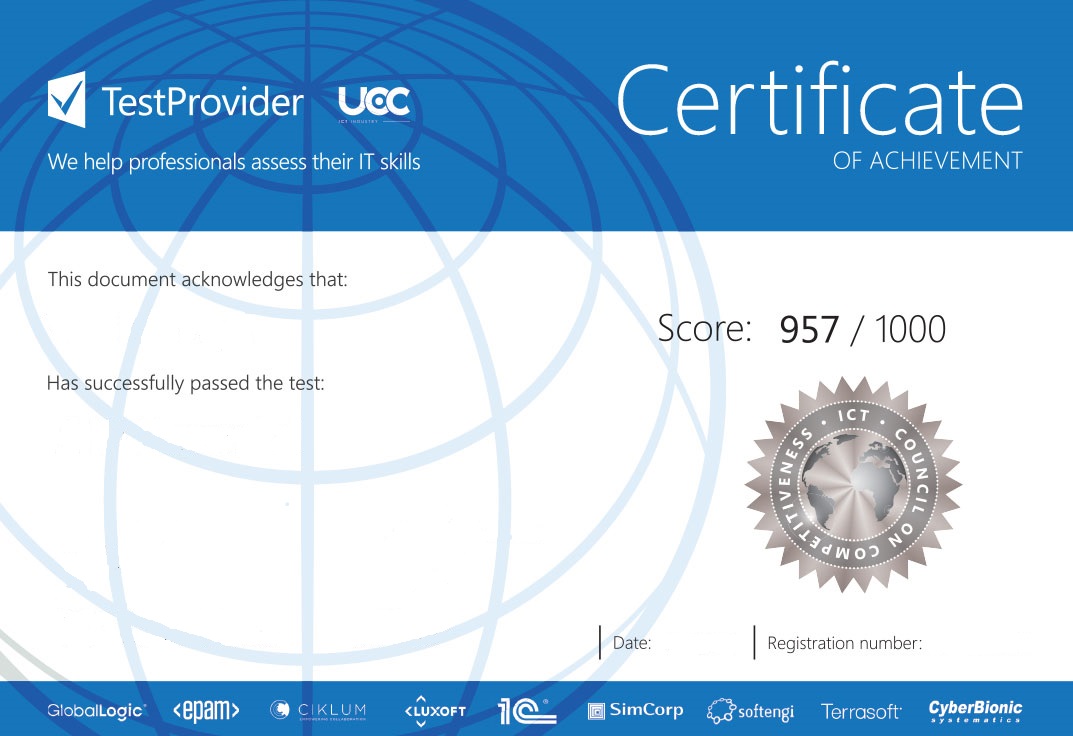 TestProvider
UCC
ICT INDUSTRY
We help professionals assess their IT skills
Certificate
OF ACHIEVEMENT
This document acknowledges that:
Score: 957 / 1000
Has successfully passed the test:
ICT • COUNCIL ON COMPETITIVENESS •
Date:
Registration number:
GlobalLogic
<epam>
CIKLUM
EMPOWERING COLLABORATION
LUXOFT
1C
SimCorp
softengi
Terrasoft
CyberBionic
systematics